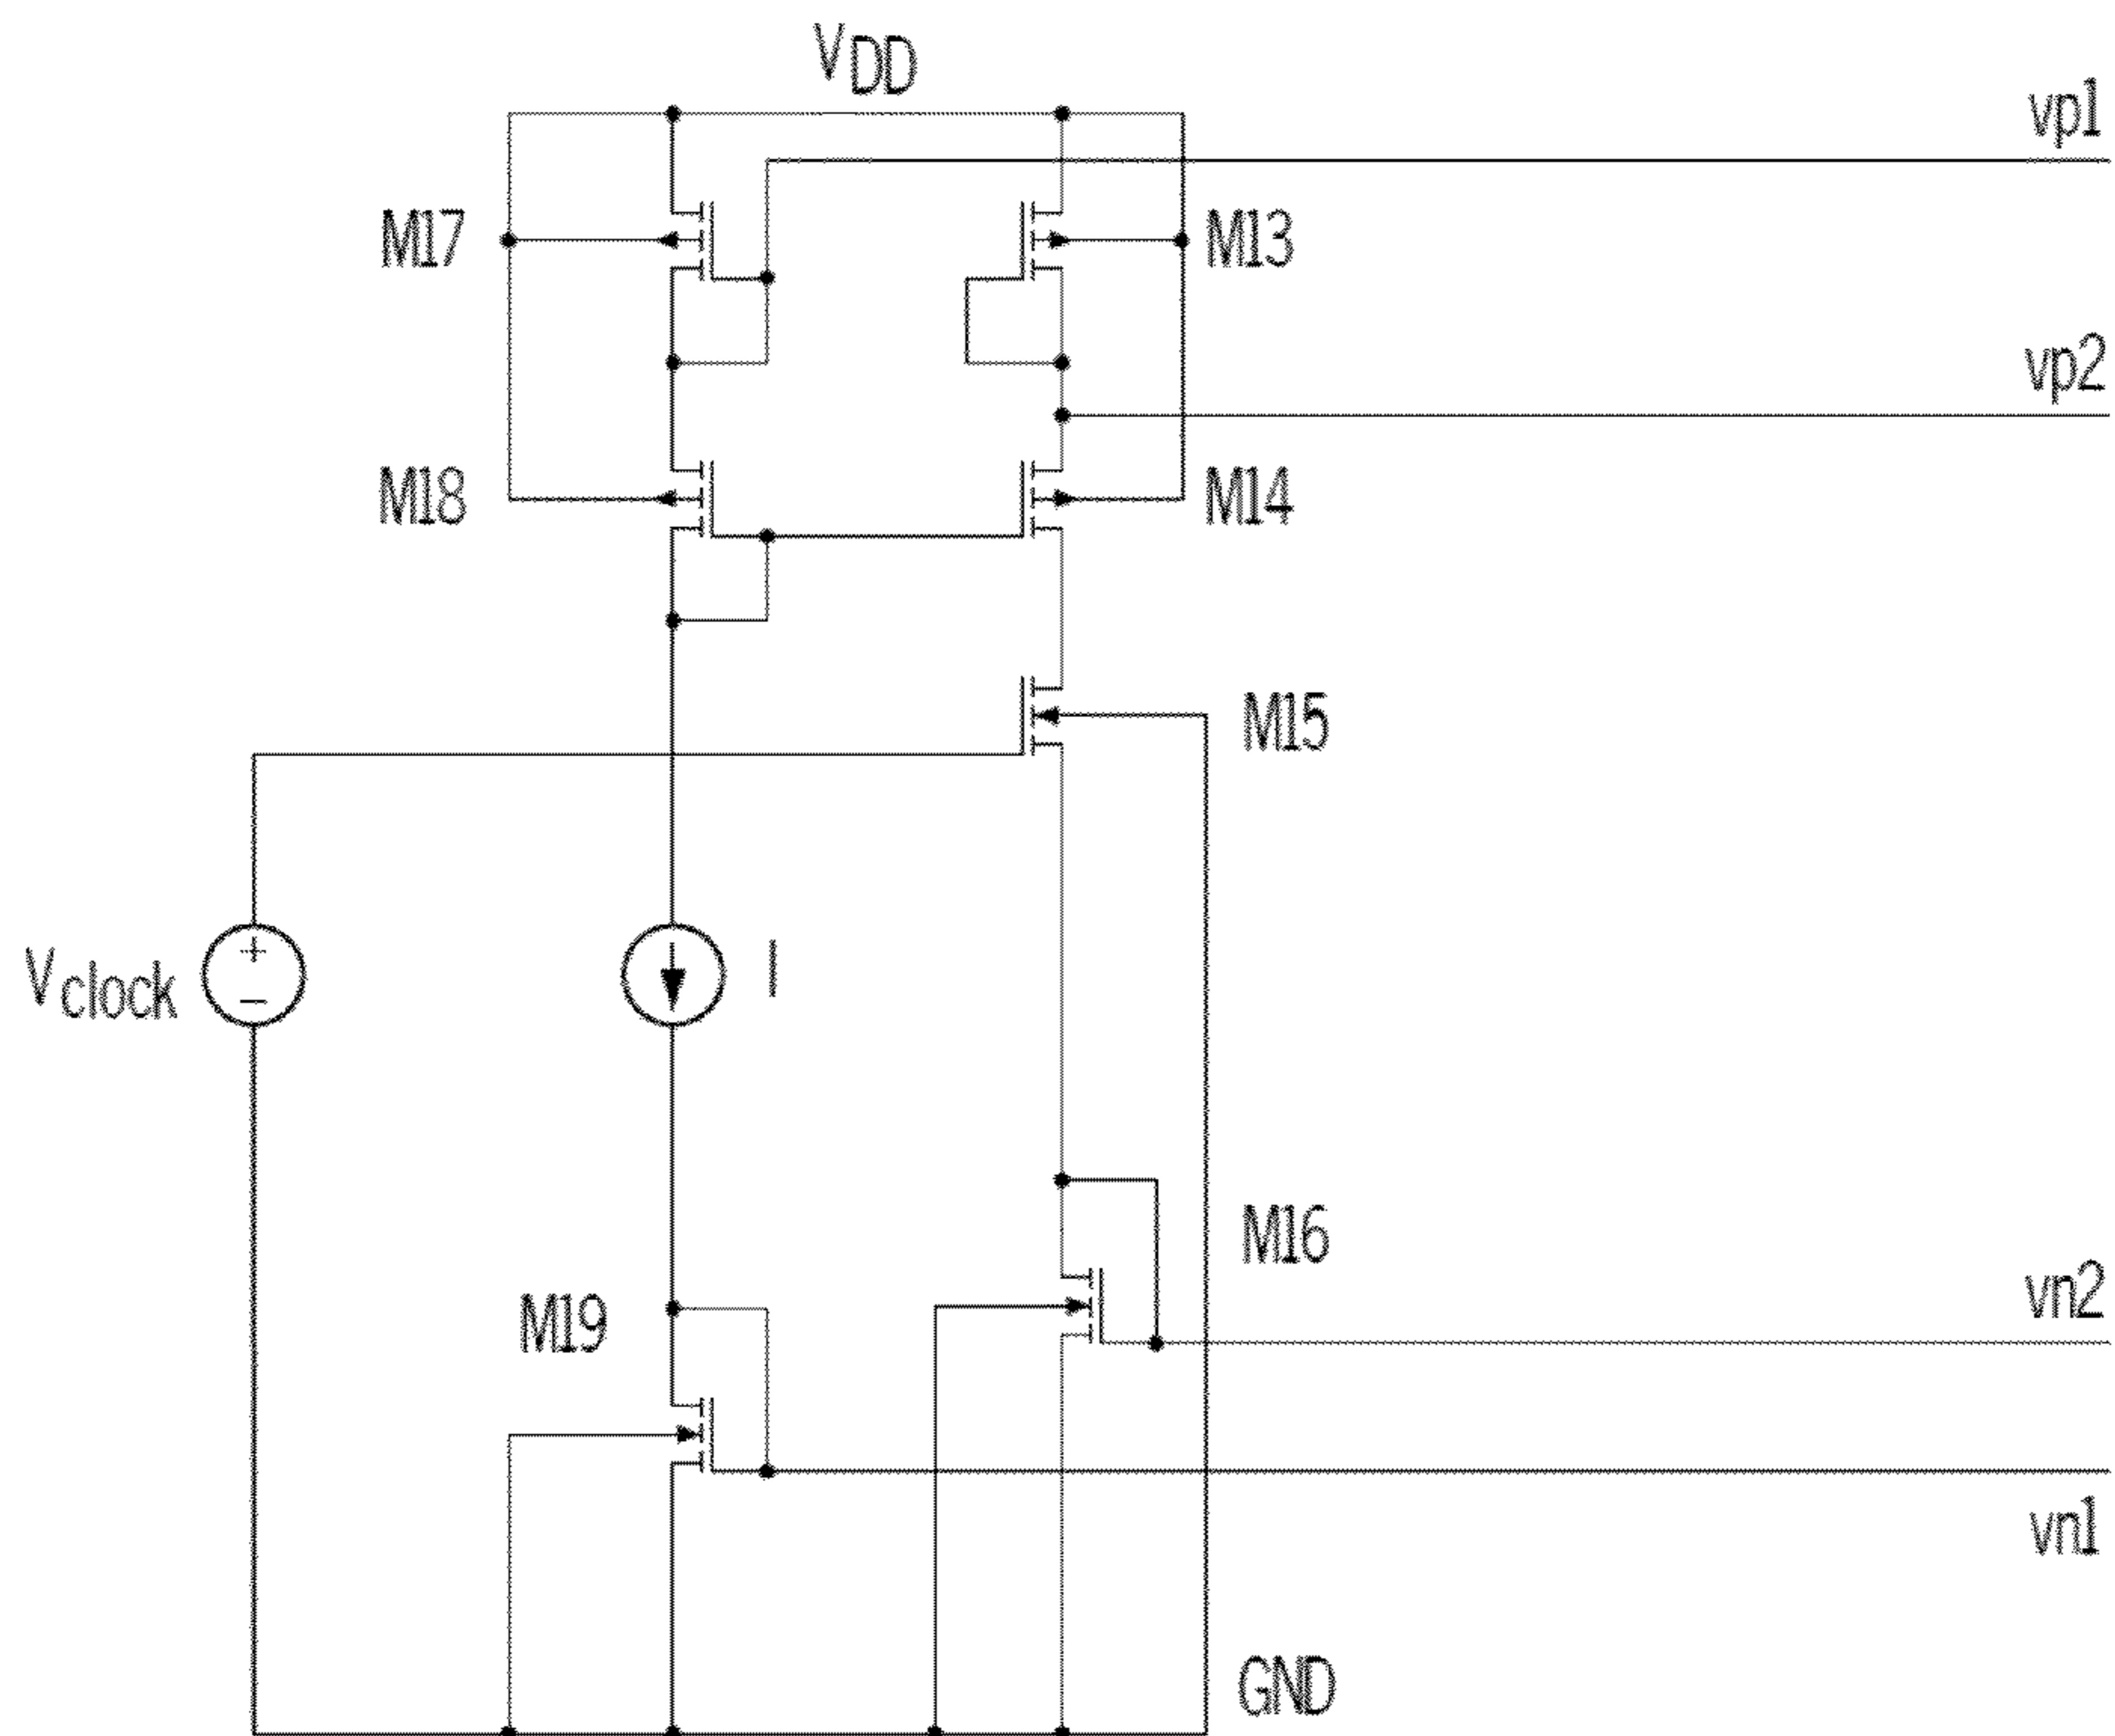 VDD
vp1
M17
M13
vp2
M18
M14
M15
Vclock
+
−
I
M16
M19
vn2
vn1
GND